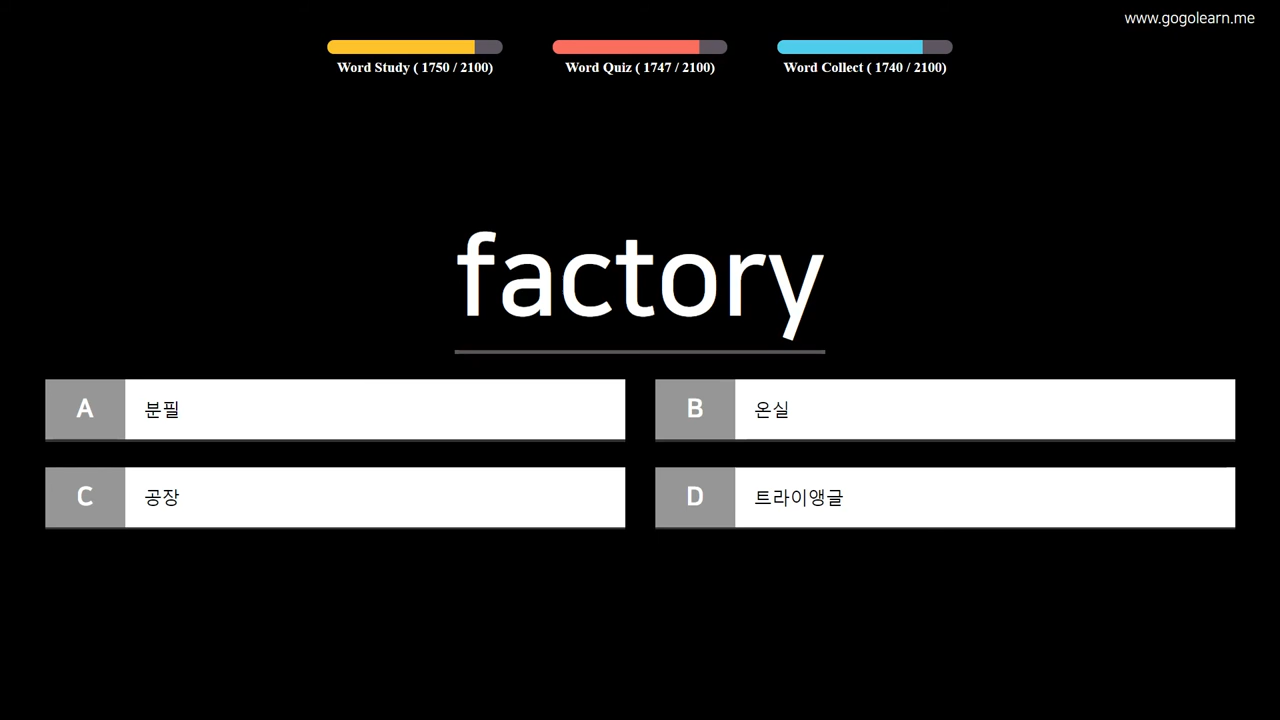 www.gogolearn.me
Word Study ( 1750 / 2100)
Word Quiz ( 1747 / 2100)
Word Collect ( 1740 / 2100)
factory
A 분필
B 온실
C 공장
D 트라이앵글